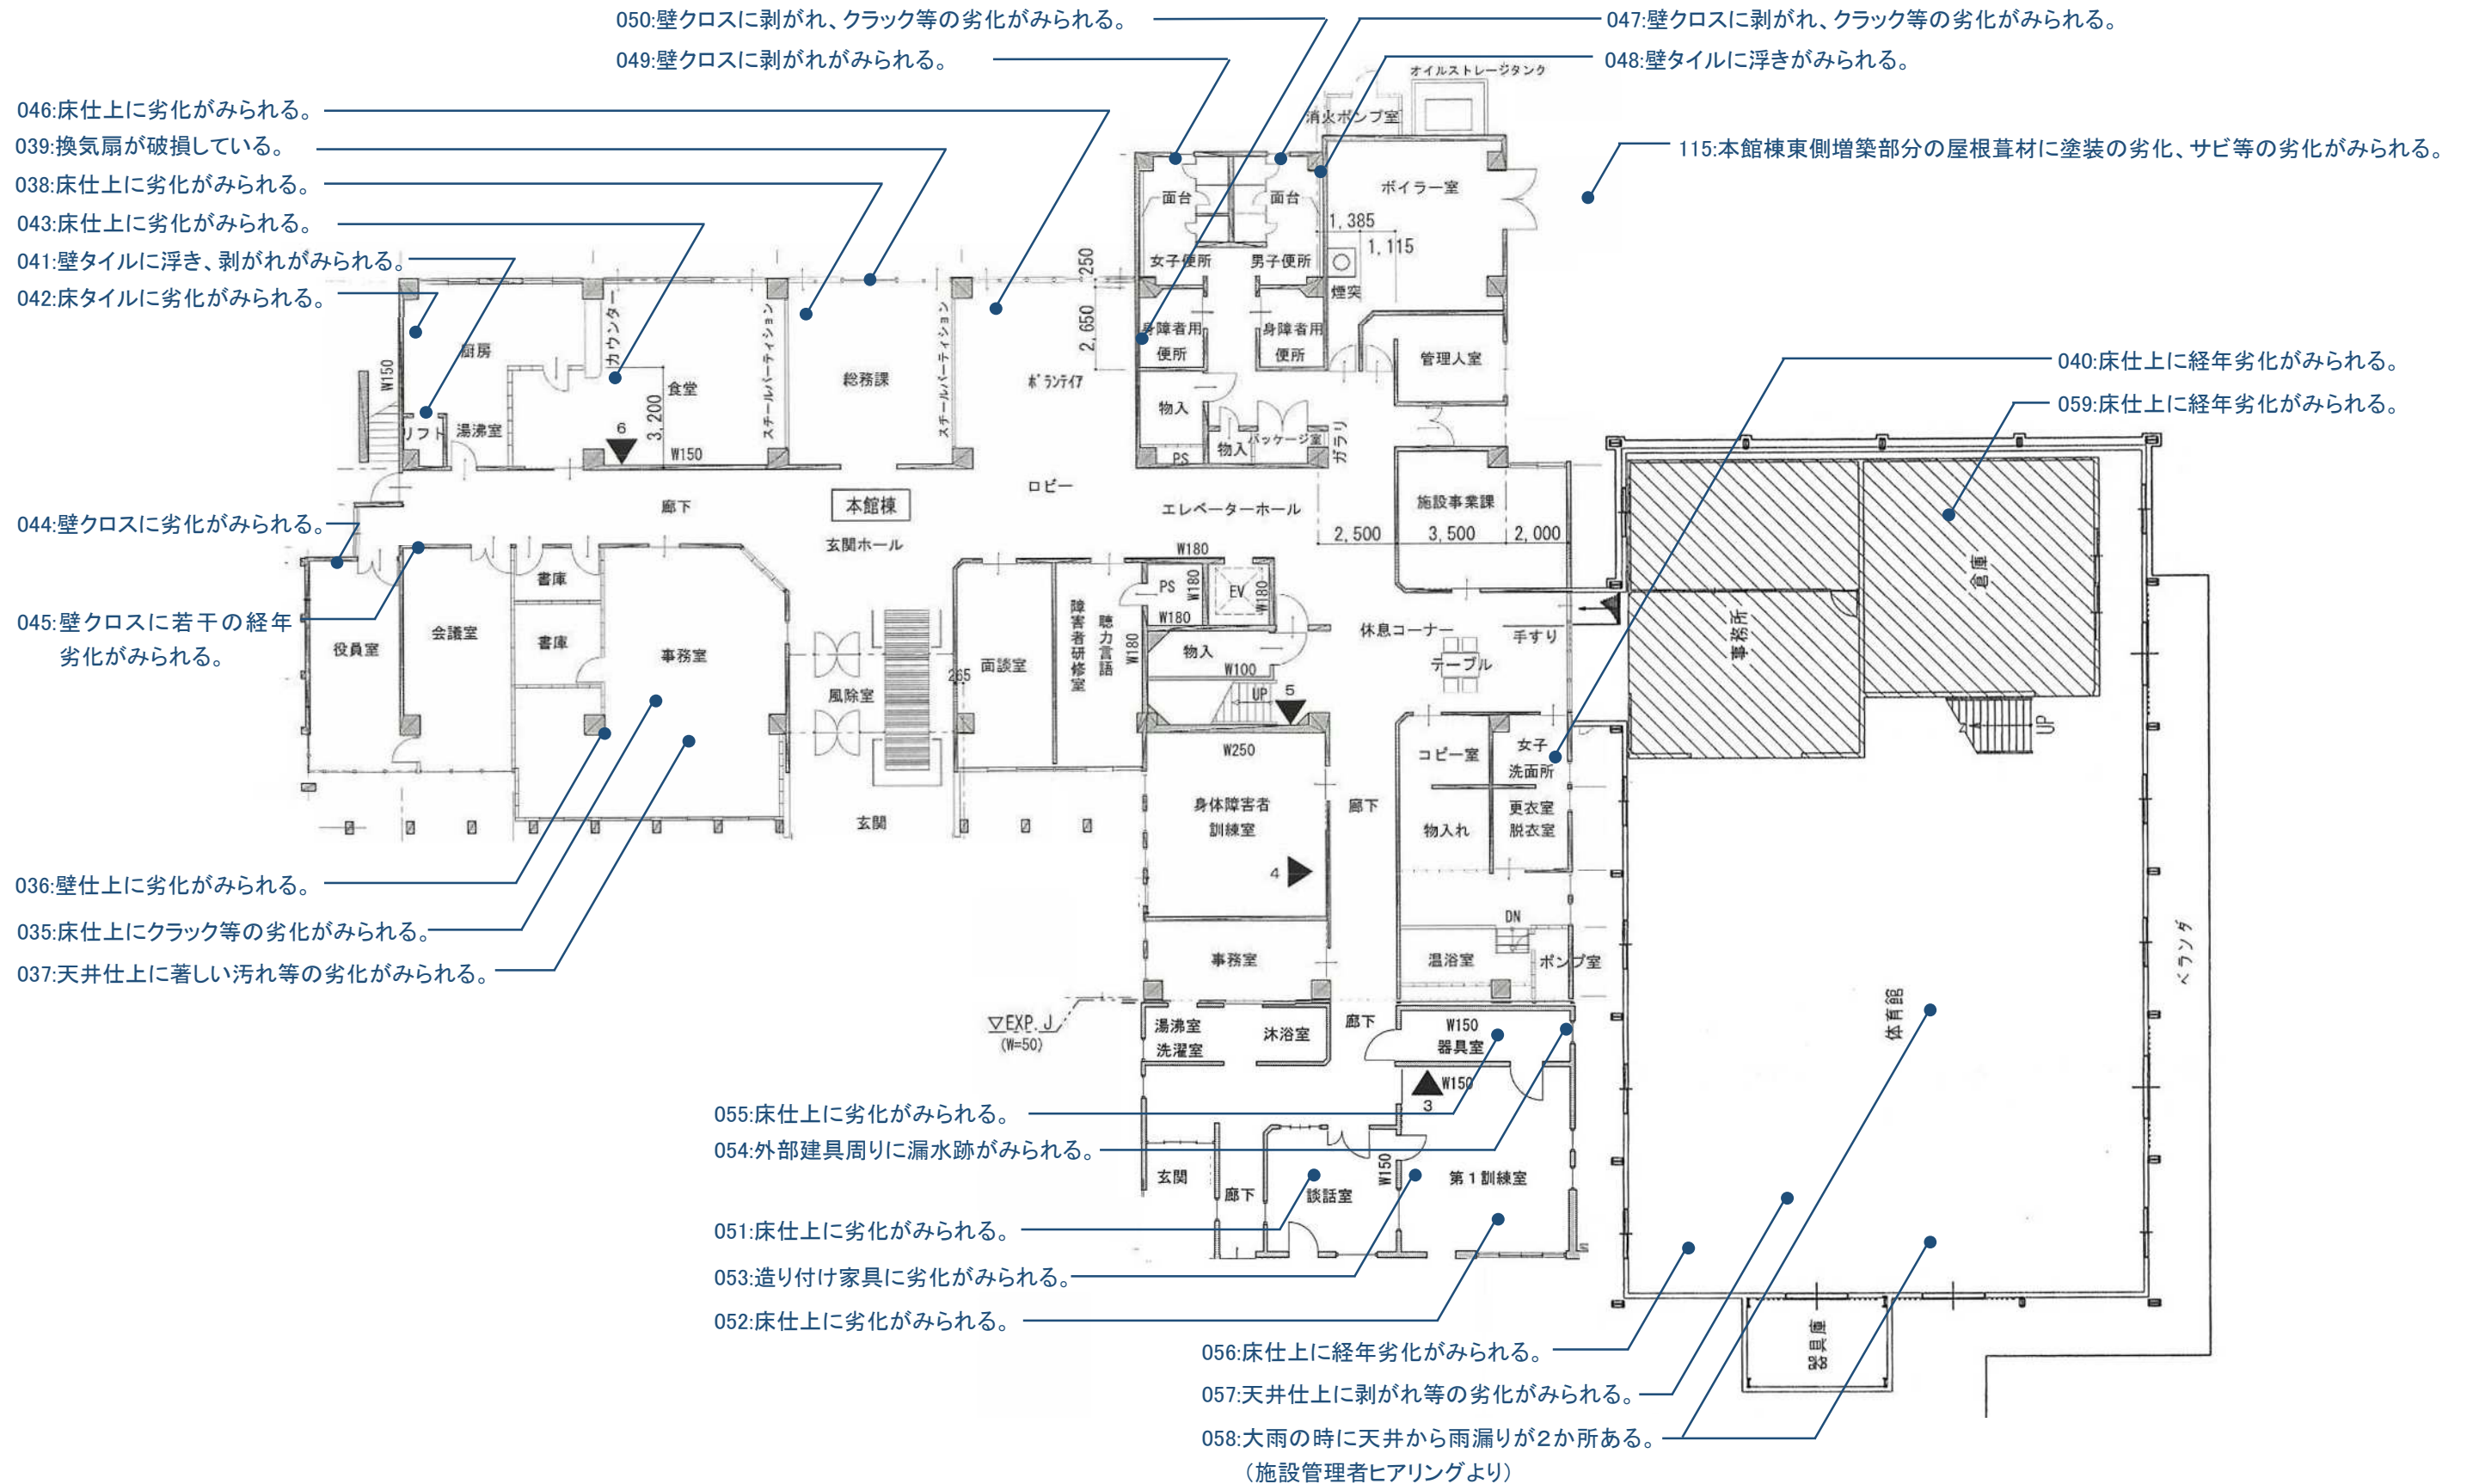 050:壁クロスに剥がれ、クラック等の劣化がみられる。
047:壁クロスに剥がれ、クラック等の劣化がみられる。
049:壁クロスに剥がれがみられる。
048:壁タイルに浮きがみられる。
オイルストレージタンク
046:床仕上に劣化がみられる。
消火ポンプ室
039:換気扇が破損している。
115:本館棟東側増築部分の屋根葺材に塗装の劣化、サビ等の劣化がみられる。
038:床仕上に劣化がみられる。
面台
面台
ボイラー室
043:床仕上に劣化がみられる。
1,385
1,115
041:壁タイルに浮き、剥がれがみられる。
女子便所
男子便所
250
042:床タイルに劣化がみられる。
煙突
カウンター
スチールパーティション
スチールパーティション
2,650
身障者用
便所
身障者用
便所
厨房
W150
管理人室
040:床仕上に経年劣化がみられる。
食堂
総務課
ボランティア
3,200
物入
059:床仕上に経年劣化がみられる。
リフト
湯沸室
6
W150
PS
物入
パッケージ室
ガラリ
廊下
本館棟
ロビー
エレベーターホール
施設事業課
044:壁クロスに劣化がみられる。
玄関ホール
2,500
3,500
2,000
W180
書庫
PS
W180
EV
W180
W180
倉庫
045:壁クロスに若干の経年
劣化がみられる。
役員室
会議室
書庫
事務室
面談室
聴力言語
障害者研修室
W180
物入
W100
休息コーナー
手すり
テーブル
事務所
265
風除室
UP
5
UP
W250
コピー室
女子
洗面所
身体障害者
訓練室
廊下
物入れ
更衣室
脱衣室
玄関
4
036:壁仕上に劣化がみられる。
035:床仕上にクラック等の劣化がみられる。
DN
037:天井仕上に著しい汚れ等の劣化がみられる。
事務室
温浴室
ポンプ室
ベランダ
▽EXP.J
(W=50)
湯沸室
洗濯室
沐浴室
廊下
W150
器具室
体育館
W150
3
055:床仕上に劣化がみられる。
054:外部建具周りに漏水跡がみられる。
玄関
廊下
談話室
W150
第1訓練室
051:床仕上に劣化がみられる。
053:造り付け家具に劣化がみられる。
052:床仕上に劣化がみられる。
器具庫
056:床仕上に経年劣化がみられる。
057:天井仕上に剥がれ等の劣化がみられる。
058:大雨の時に天井から雨漏りが2か所ある。
(施設管理者ヒアリングより)